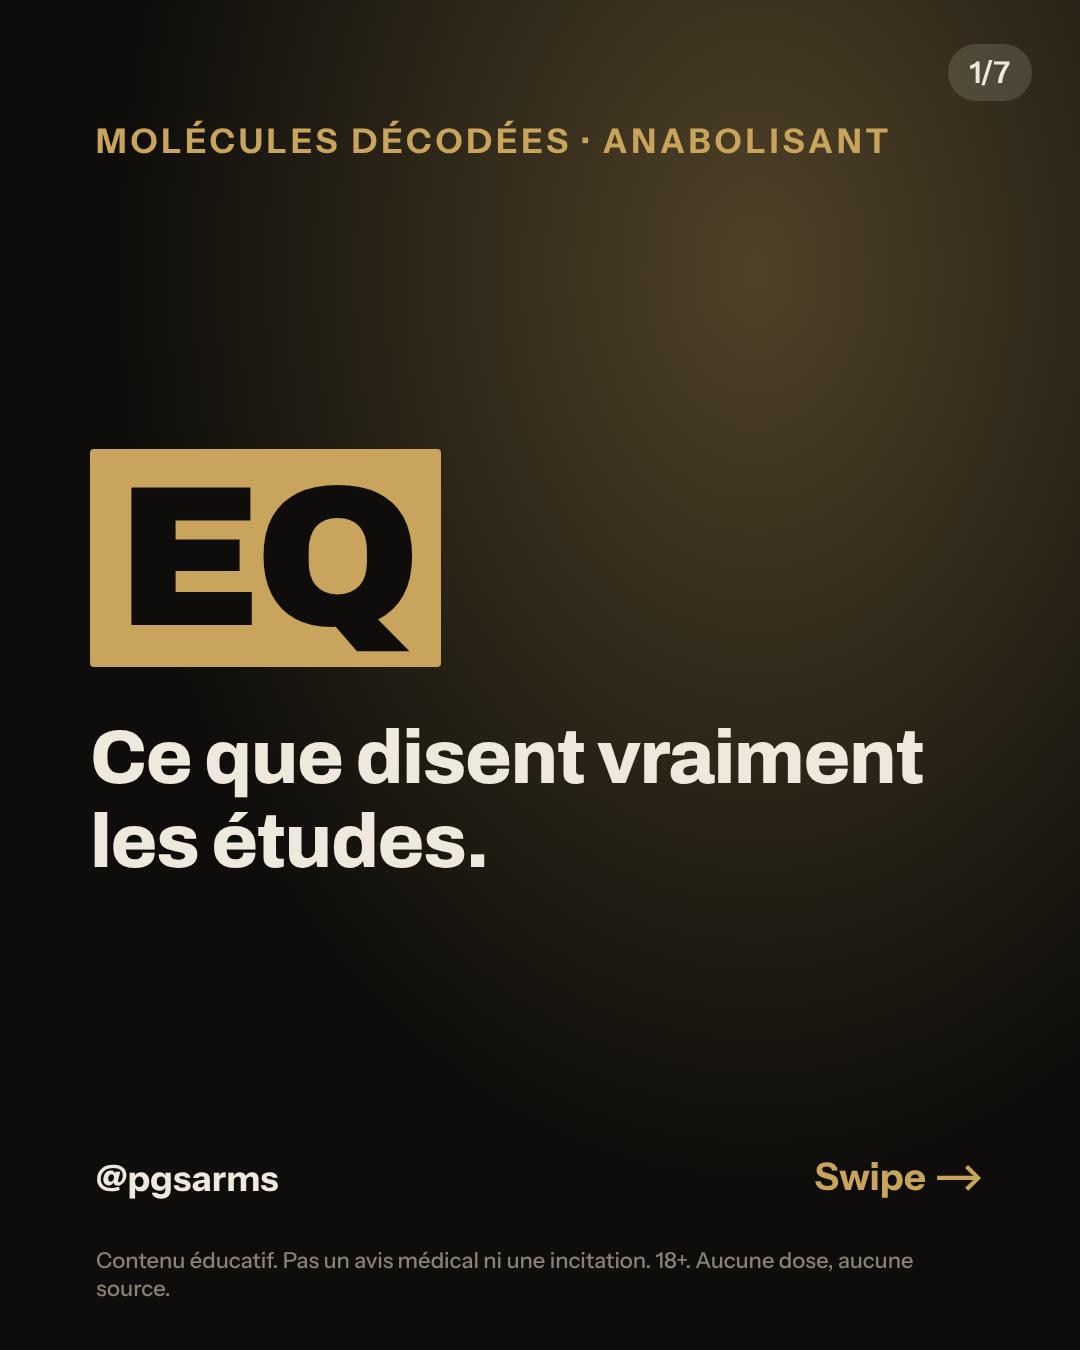 1/7
MOLÉCULES DÉCODÉES · ANABOLISANT
EQ
Ce que disent vraiment
les études.
@pgsarms
Swipe →
Contenu éducatif. Pas un avis médical ni une incitation. 18+. Aucune dose, aucune
source.